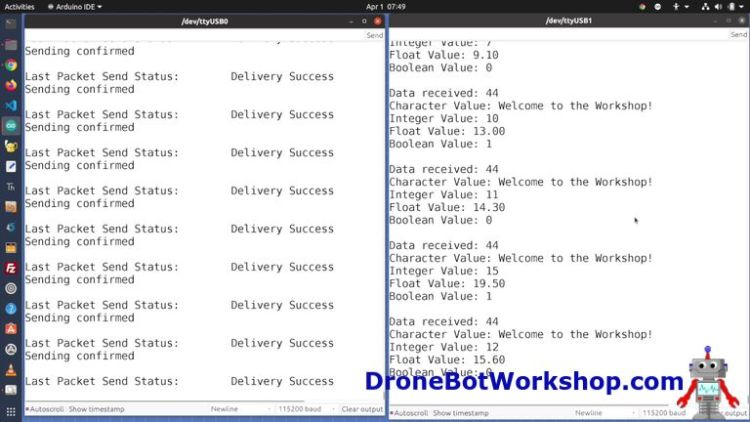 Activities
Arduino IDE
Apr 1 07:49
/dev/ttyUSB0
Send
Sending confirmed
Last Packet Send Status: Delivery Success
Sending confirmed
Last Packet Send Status: Delivery Success
Sending confirmed
Last Packet Send Status: Delivery Success
Sending confirmed
Last Packet Send Status: Delivery Success
Sending confirmed
Last Packet Send Status: Delivery Success
Sending confirmed
Last Packet Send Status: Delivery Success
Sending confirmed
Last Packet Send Status: Delivery Success
Sending confirmed
Last Packet Send Status: Delivery Success
Sending confirmed
Last Packet Send Status: Delivery Success
Autoscroll Show timestamp Newline 115200 baud Clear output
/dev/ttyUSB1
Send
Integer Value: 7
Float Value: 9.10
Boolean Value: 0
Data received: 44
Character Value: Welcome to the Workshop!
Integer Value: 10
Float Value: 13.00
Boolean Value: 1
Data received: 44
Character Value: Welcome to the Workshop!
Integer Value: 11
Float Value: 14.30
Boolean Value: 0
Data received: 44
Character Value: Welcome to the Workshop!
Integer Value: 15
Float Value: 19.50
Boolean Value: 1
Data received: 44
Character Value: Welcome to the Workshop!
Integer Value: 12
Float Value: 15.60
Boolean Value: 0
DroneBotWorkshop.com
Autoscroll Show timestamp Newline 115200 baud Clear output